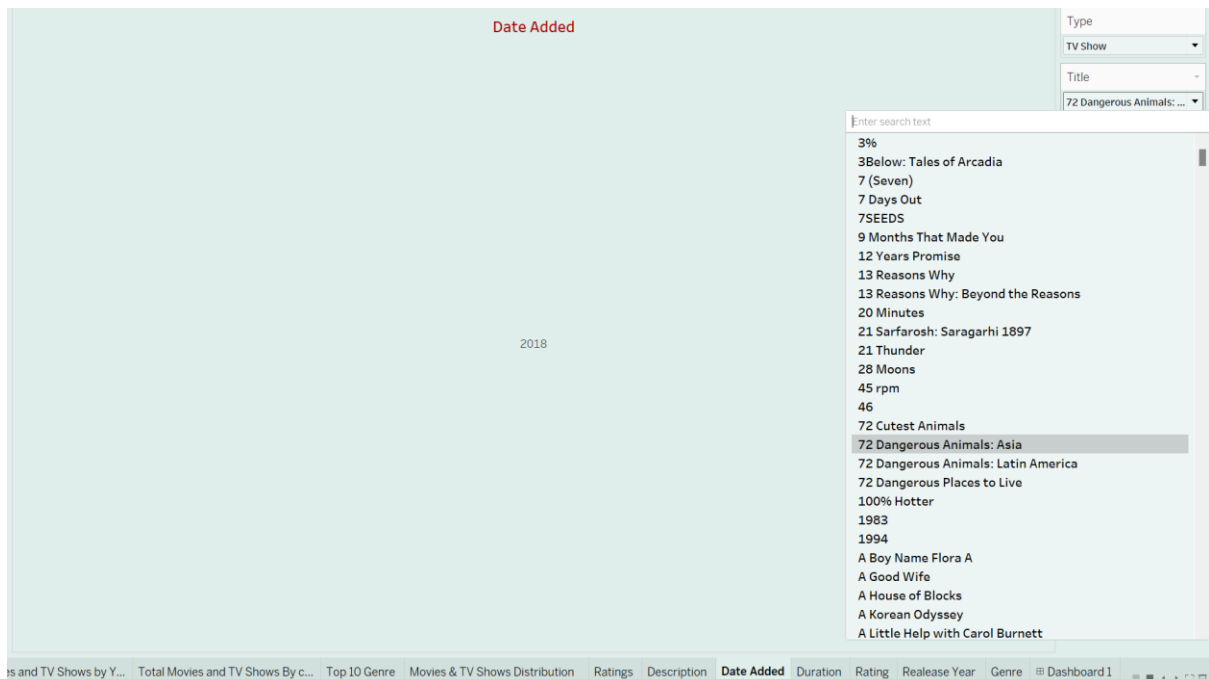 Date Added
Type
TV Show
Title
72 Dangerous Animals: ...
Enter search text
3%
3Below: Tales of Arcadia
7 (Seven)
7 Days Out
7SEEDS
9 Months That Made You
12 Years Promise
13 Reasons Why
13 Reasons Why: Beyond the Reasons
20 Minutes
21 Sarfarosh: Saragarhi 1897
21 Thunder
28 Moons
45 rpm
46
72 Cutest Animals
72 Dangerous Animals: Asia
72 Dangerous Animals: Latin America
72 Dangerous Places to Live
100% Hotter
1983
1994
A Boy Name Flora A
A Good Wife
A House of Blocks
A Korean Odyssey
A Little Help with Carol Burnett
2018
es and TV Shows by Y... Total Movies and TV Shows By c... Top 10 Genre Movies & TV Shows Distribution Ratings Description Date Added Duration Rating Realease Year Genre Dashboard 1